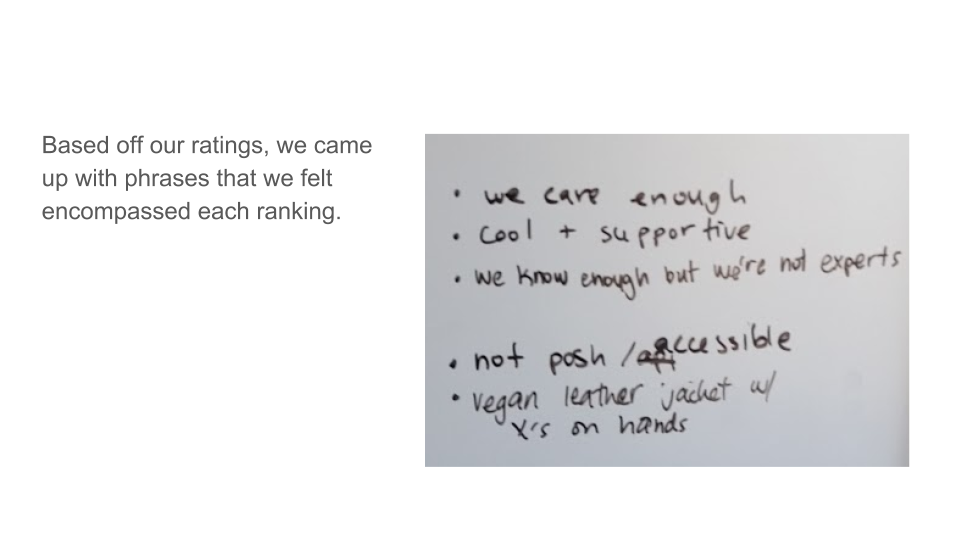 Based off our ratings, we came
up with phrases that we felt
encompassed each ranking.
• we care enough
• cool + supportive
• we know enough but we're not experts
• not posh / accessible
• vegan leather jacket w/
X's on hands